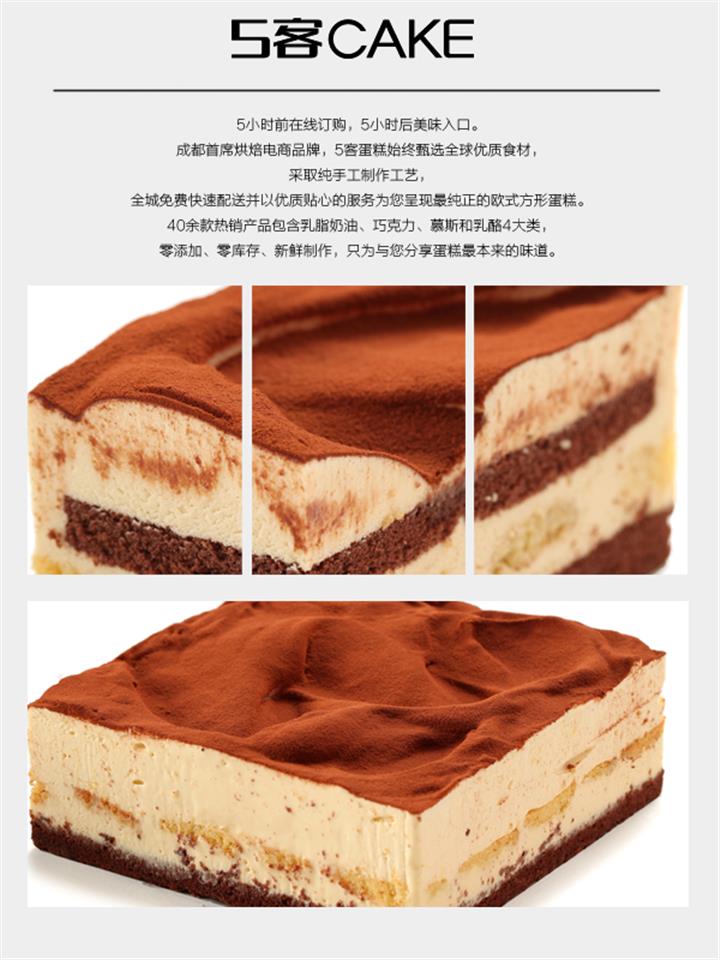 5客CAKE
5小时前在线订购，5小时后美味入口。
成都首席烘焙电商品牌，5客蛋糕始终甄选全球优质食材，
采取纯手工制作工艺，
全城免费快速配送并以优质贴心的服务为您呈现最纯正的欧式方形蛋糕。
40余款热销产品包含乳脂奶油、巧克力、慕斯和乳酪4大类，
零添加、零库存、新鲜制作，只为与您分享蛋糕最本来的味道。